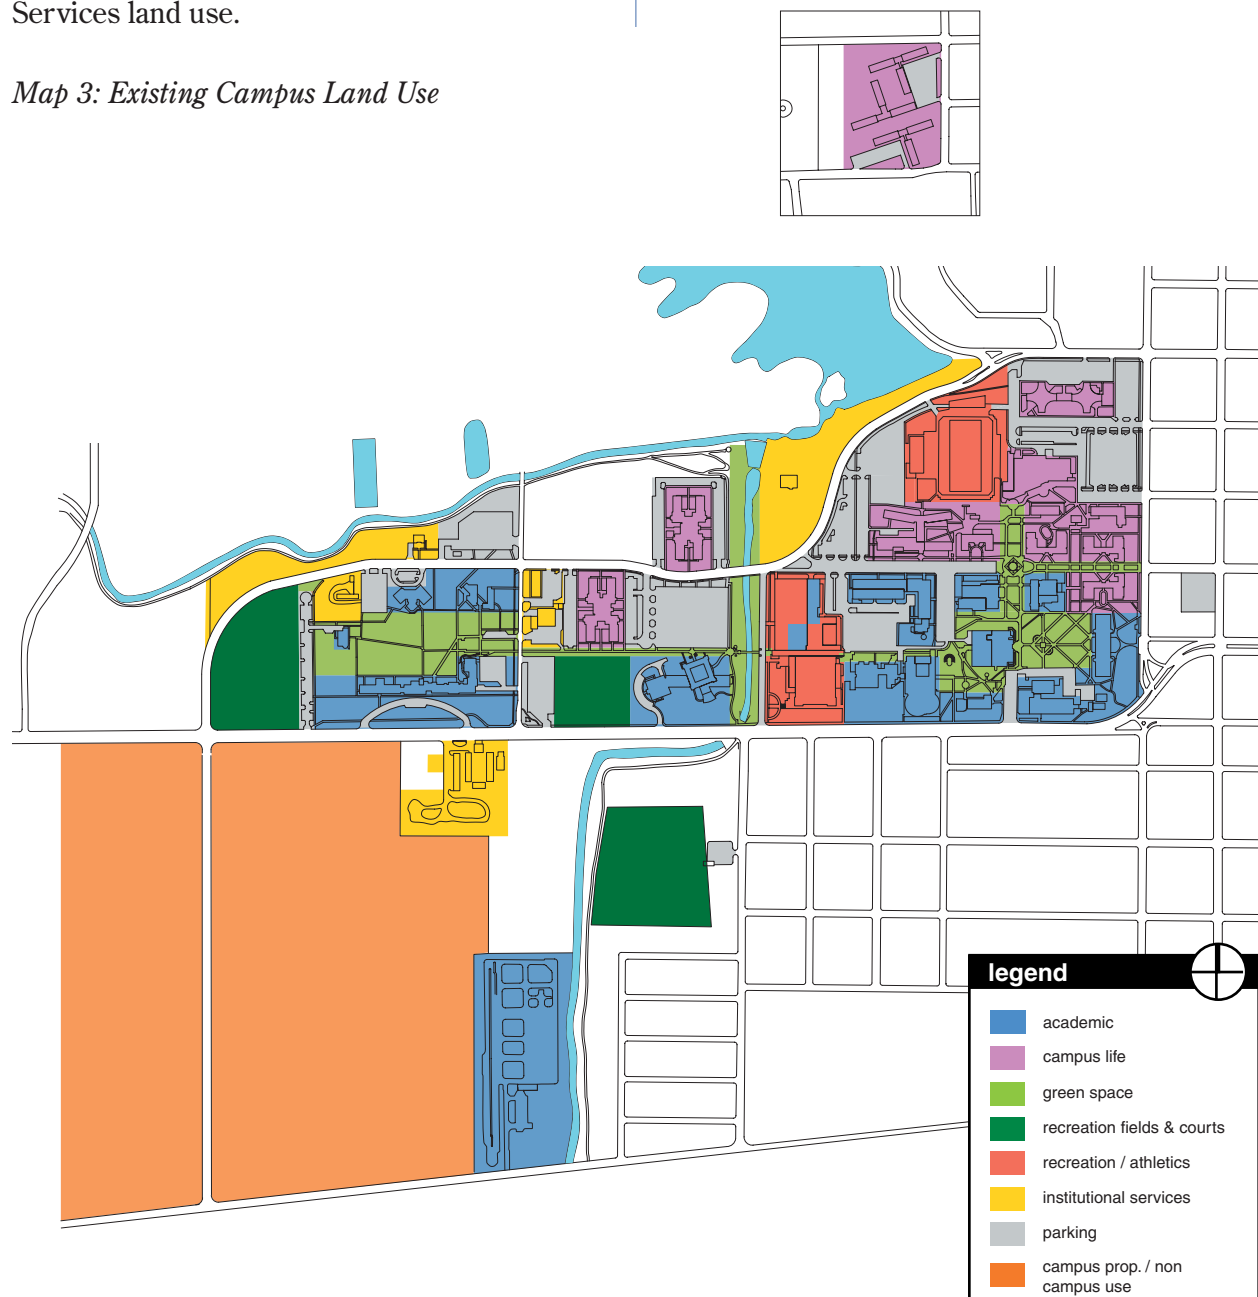 Services land use.
Map 3: Existing Campus Land Use
legend
academic
campus life
green space
recreation fields & courts
recreation / athletics
institutional services
parking
campus prop. / non
campus use